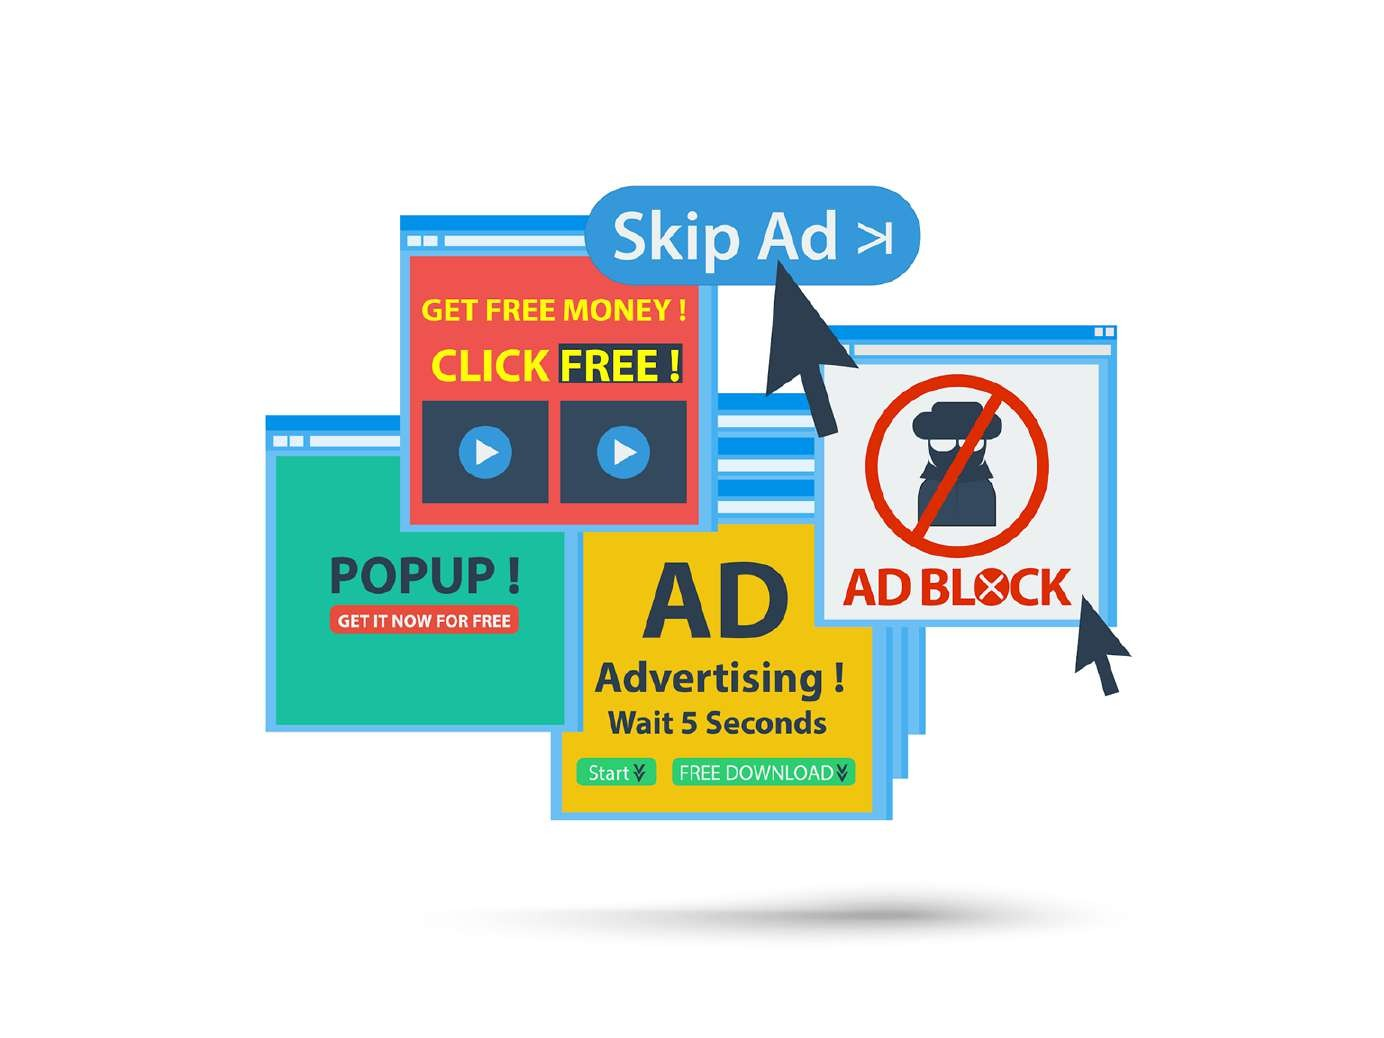 Skip Ad
GET FREE MONEY !
CLICK FREE !
POPUP !
GET IT NOW FOR FREE
AD
Advertising !
Wait 5 Seconds
Start
FREE DOWNLOAD
AD BLOCK